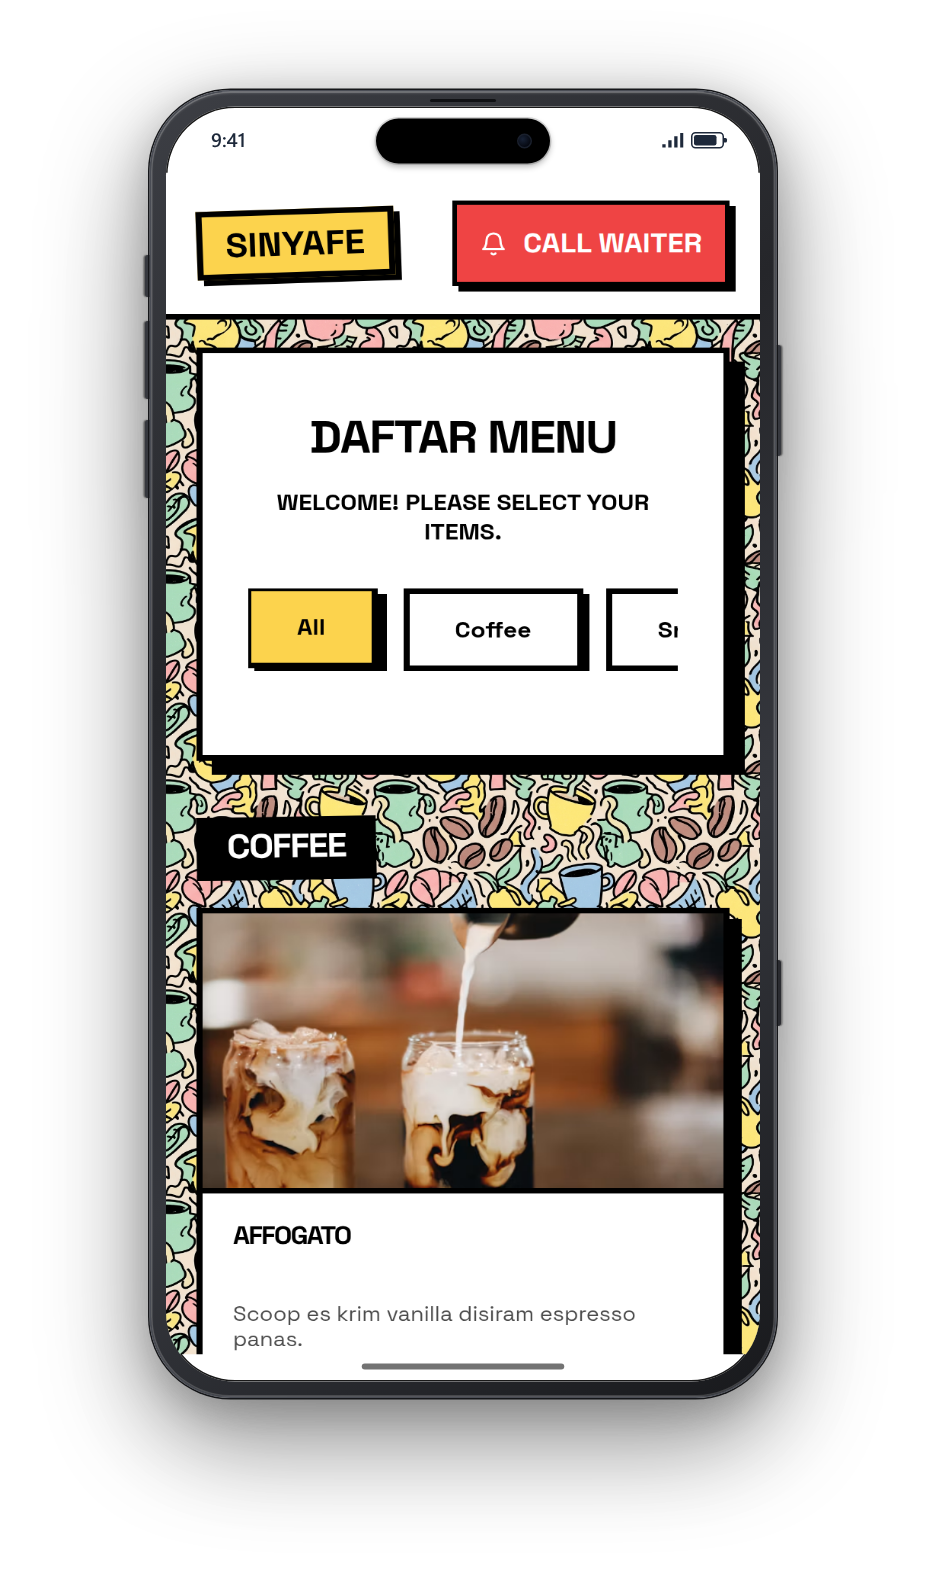 9:41
SINYAFE
CALL WAITER
DAFTAR MENU
WELCOME! PLEASE SELECT YOUR
ITEMS.
All
Coffee
COFFEE
AFFOGATO
Scoop es krim vanilla disiram espresso
panas.